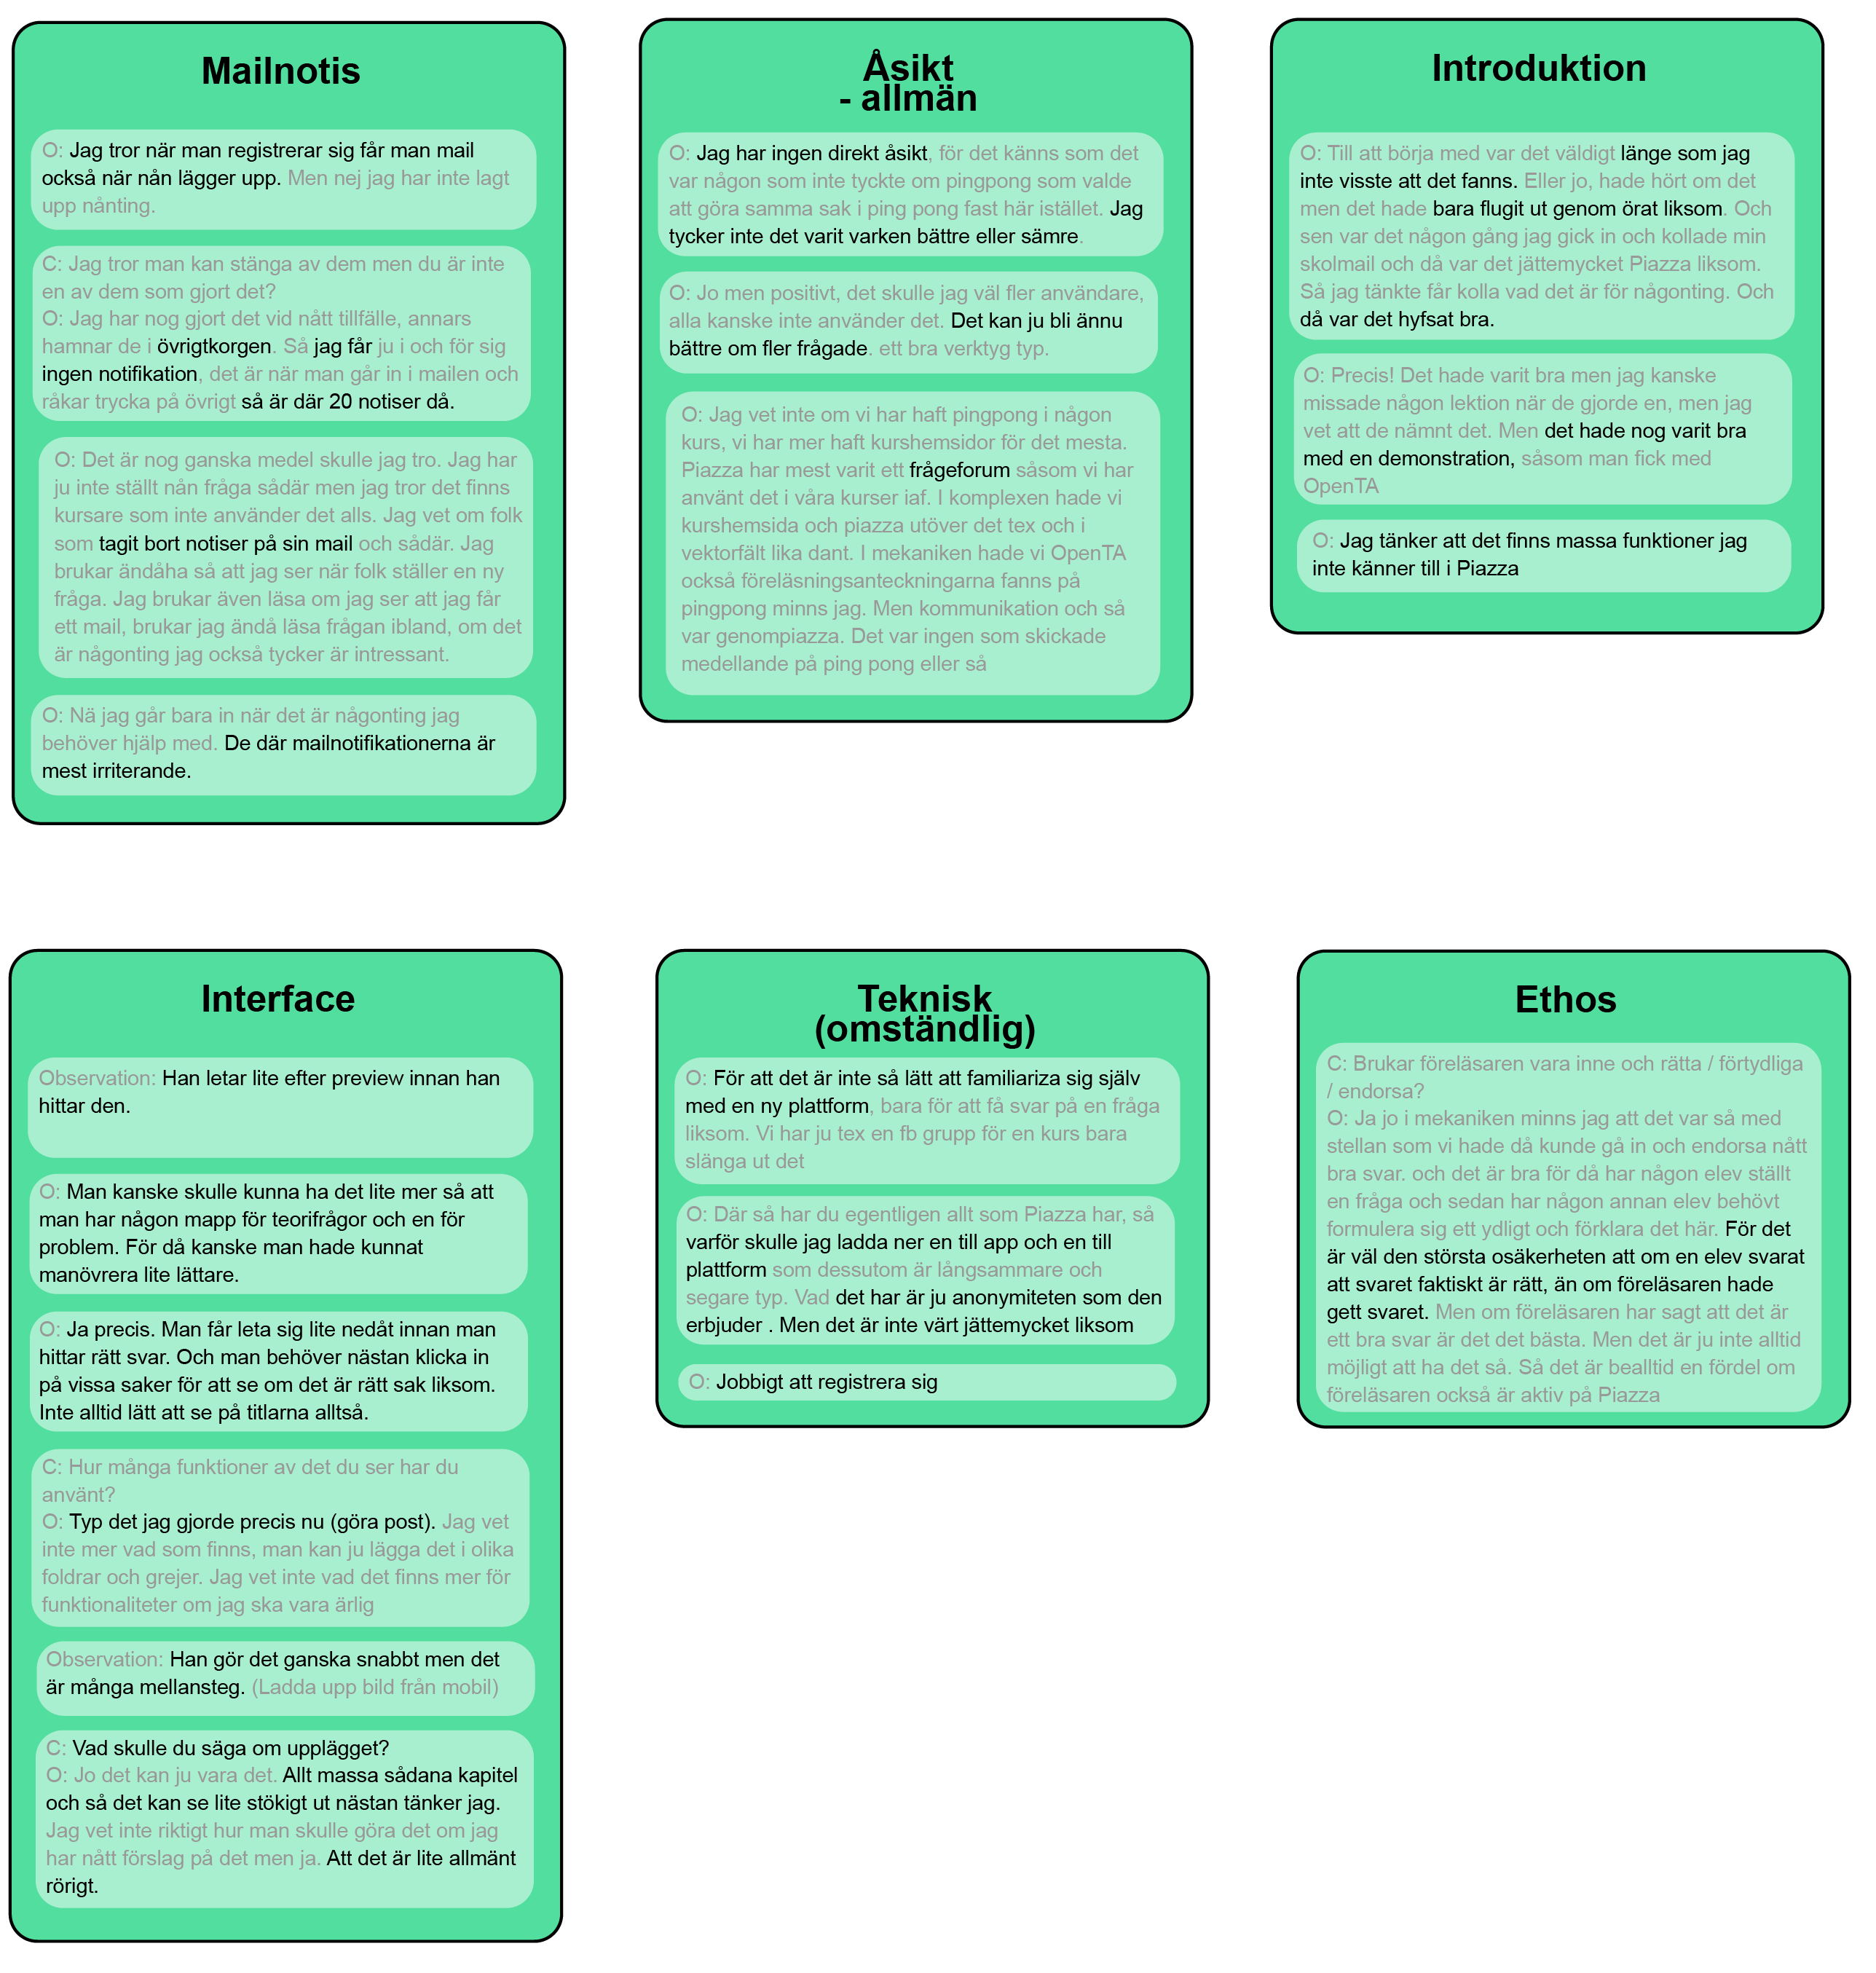 Mailnotis
O: Jag tror när man registrerar sig får man mail
också när nån lägger upp. Men nej jag har inte lagt
upp nånting.
C: Jag tror man kan stänga av dem men du är inte
en av dem som gjort det?
O: Jag har nog gjort det vid nått tillfälle, annars
hamnar de i övrigtkorgen. Så jag får ju i och för sig
ingen notifikation, det är när man går in i mailen och
råkar trycka på övrigt så är där 20 notiser då.
O: Det är nog ganska medel skulle jag tro. Jag har
ju inte ställt nån fråga sådär men jag tror det finns
kursare som inte använder det alls. Jag vet om folk
som tagit bort notiser på sin mail och sådär. Jag
brukar ändåha så att jag ser när folk ställer en ny
fråga. Jag brukar även läsa om jag ser att jag får
ett mail, brukar jag ändå läsa frågan ibland, om det
är någonting jag också tycker är intressant.
O: Nä jag går bara in när det är någonting jag
behöver hjälp med. De där mailnotifikationerna är
mest irriterande.
Åsikt
- allmän
O: Jag har ingen direkt åsikt, för det känns som det
var någon som inte tyckte om pingpong som valde
att göra samma sak i ping pong fast här istället. Jag
tycker inte det varit varken bättre eller sämre.
O: Jo men positivt, det skulle jag väl fler användare,
alla kanske inte använder det. Det kan ju bli ännu
bättre om fler frågade. ett bra verktyg typ.
O: Jag vet inte om vi har haft pingpong i någon
kurs, vi har mer haft kurshemsidor för det mesta.
Piazza har mest varit ett frågeforum såsom vi har
använt det i våra kurser iaf. I komplexen hade vi
kurshemsida och piazza utöver det tex och i
vektorfält lika dant. I mekaniken hade vi OpenTA
också föreläsningsanteckningarna fanns på
pingpong minns jag. Men kommunikation och så
var genompiazza. Det var ingen som skickade
medellande på ping pong eller så
Introduktion
O: Till att börja med var det väldigt länge som jag
inte visste att det fanns. Eller jo, hade hört om det
men det hade bara flugit ut genom örat liksom. Och
sen var det någon gång jag gick in och kollade min
skolmail och då var det jättemycket Piazza liksom.
Så jag tänkte får kolla vad det är för någonting. Och
då var det hyfsat bra.
O: Precis! Det hade varit bra men jag kanske
missade någon lektion när de gjorde en, men jag
vet att de nämnt det. Men det hade nog varit bra
med en demonstration, såsom man fick med
OpenTA
O: Jag tänker att det finns massa funktioner jag
inte känner till i Piazza
Interface
Observation: Han letar lite efter preview innan han
hittar den.
O: Man kanske skulle kunna ha det lite mer så att
man har någon mapp för teorifrågor och en för
problem. För då kanske man hade kunnat
manövrera lite lättare.
O: Ja precis. Man får leta sig lite nedåt innan man
hittar rätt svar. Och man behöver nästan klicka in
på vissa saker för att se om det är rätt sak liksom.
Inte alltid lätt att se på titlarna alltså.
C: Hur många funktioner av det du ser har du
använt?
O: Typ det jag gjorde precis nu (göra post). Jag vet
inte mer vad som finns, man kan ju lägga det i olika
foldrar och grejer. Jag vet inte vad det finns mer för
funktionaliteter om jag ska vara ärlig
Observation: Han gör det ganska snabbt men det
är många mellansteg. (Ladda upp bild från mobil)
C: Vad skulle du säga om upplägget?
O: Jo det kan ju vara det. Allt massa sådana kapitel
och så det kan se lite stökigt ut nästan tänker jag.
Jag vet inte riktigt hur man skulle göra det om jag
har nått förslag på det men ja. Att det är lite allmänt
rörigt.
Teknisk
(omständlig)
O: För att det är inte så lätt att familiariza sig själv
med en ny plattform, bara för att få svar på en fråga
liksom. Vi har ju tex en fb grupp för en kurs bara
slänga ut det
O: Där så har du egentligen allt som Piazza har, så
varför skulle jag ladda ner en till app och en till
plattform som dessutom är långsammare och
segare typ. Vad det har är ju anonymiteten som den
erbjuder . Men det är inte värt jättemycket liksom
O: Jobbigt att registrera sig
Ethos
C: Brukar föreläsaren vara inne och rätta / förtydliga
/ endorsa?
O: Ja jo i mekaniken minns jag att det var så med
stellan som vi hade då kunde gå in och endorsa nått
bra svar. och det är bra för då har någon elev ställt
en fråga och sedan har någon annan elev behövt
formulera sig ett ydligt och förklara det här. För det
är väl den största osäkerheten att om en elev svarat
att svaret faktiskt är rätt, än om föreläsaren hade
gett svaret. Men om föreläsaren har sagt att det är
ett bra svar är det det bästa. Men det är ju inte alltid
möjligt att ha det så. Så det är bealltid en fördel om
föreläsaren också är aktiv på Piazza